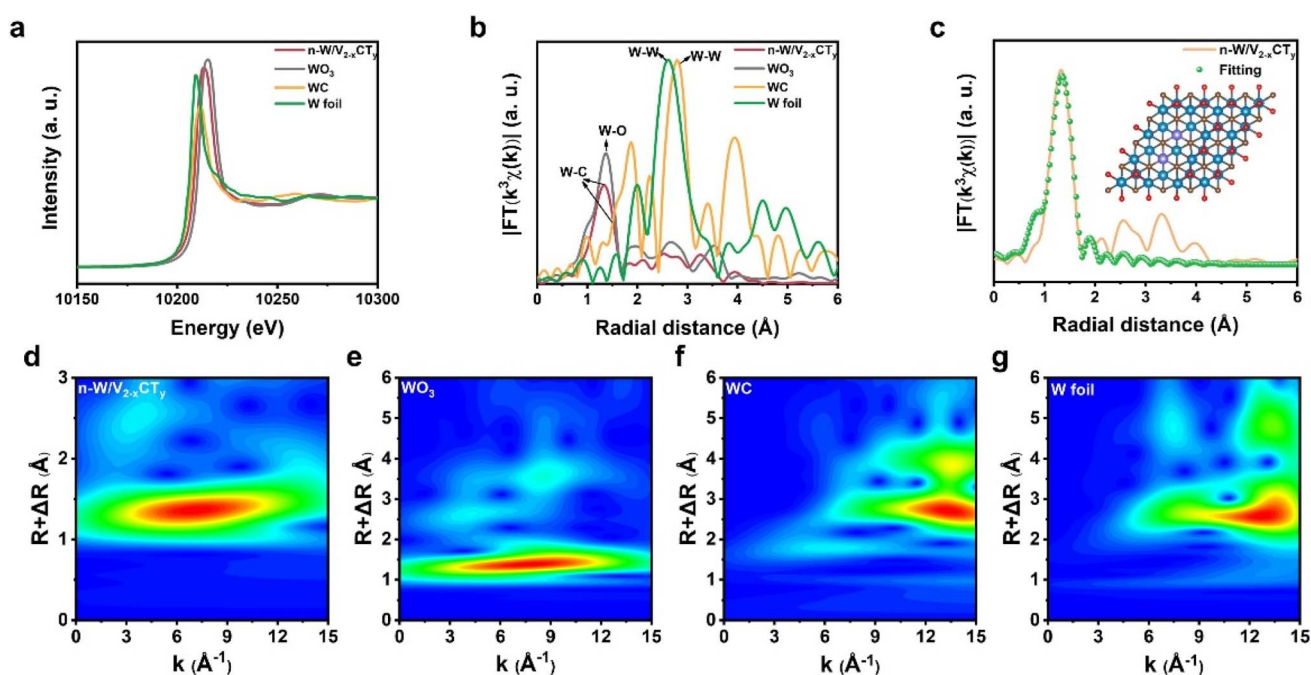 a
Intensity (a. u.)
n-W/V2-xCTy
WO3
WC
W foil
10150 10200 10250 10300
Energy (eV)
b
|FT(k³χ(k))| (a. u.)
W-W W-W
n-W/V2-xCTy
WO3
WC
W foil
W-O
W-C
0 1 2 3 4 5 6
Radial distance (Å)
c
|FT(k³χ(k))| (a. u.)
n-W/V2-xCTy
Fitting
0 1 2 3 4 5 6
Radial distance (Å)
d
n-W/V2-xCTy
R+ΔR (Å)
3
2
1
0
0 3 6 9 12 15
k (Å⁻¹)
e
WO3
R+ΔR (Å)
6
5
4
3
2
1
0
0 3 6 9 12 15
k (Å⁻¹)
f
WC
R+ΔR (Å)
6
5
4
3
2
1
0
0 3 6 9 12 15
k (Å⁻¹)
g
W foil
R+ΔR (Å)
6
5
4
3
2
1
0
0 3 6 9 12 15
k (Å⁻¹)